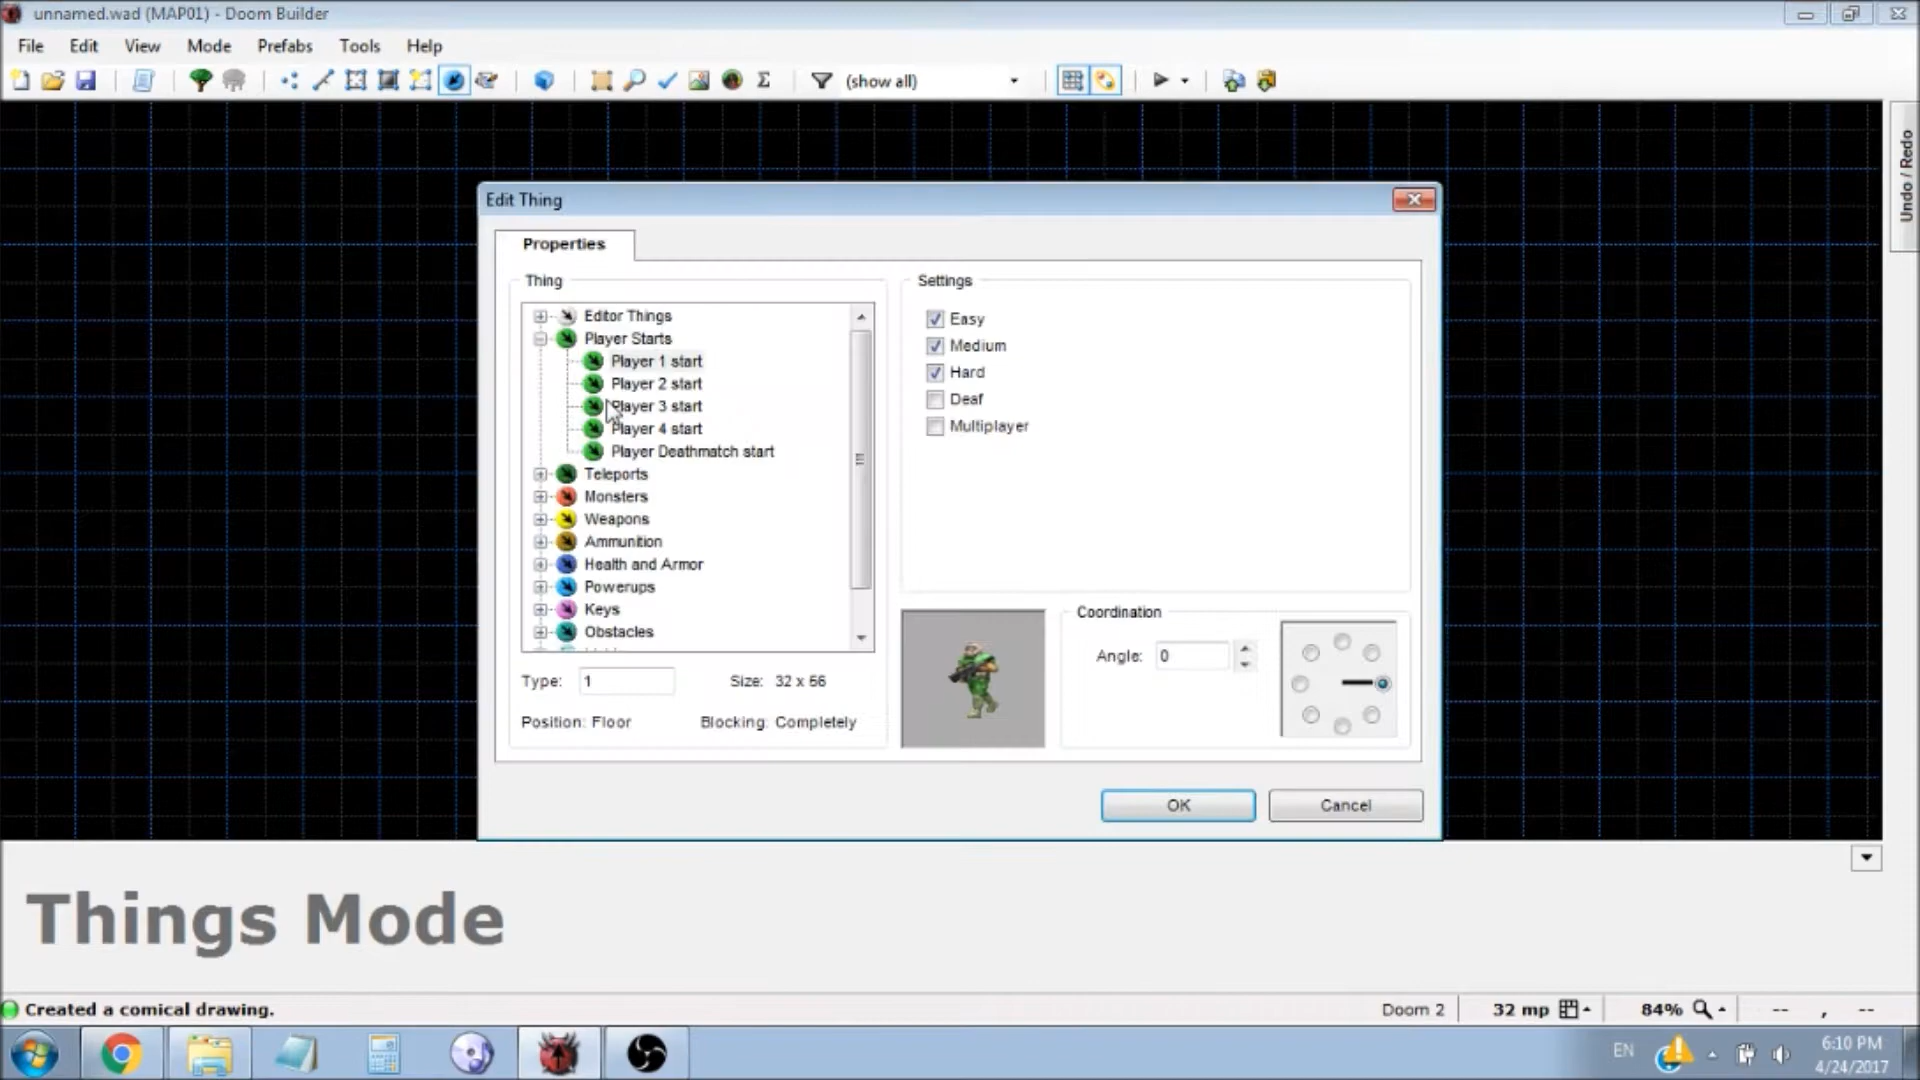 unnamed.wad (MAP01) - Doom Builder
File Edit View Mode Prefabs Tools Help
(show all)
Undo / Redo
Edit Thing
Properties
Thing
Editor Things
Player Starts
Player 1 start
Player 2 start
Player 3 start
Player 4 start
Player Deathmatch start
Teleports
Monsters
Weapons
Ammunition
Health and Armor
Powerups
Keys
Obstacles
Type: 1 Size: 32 x 56
Position: Floor Blocking: Completely
Settings
Easy
Medium
Hard
Deaf
Multiplayer
Coordination
Angle: 0
OK Cancel
Things Mode
Created a comical drawing.
Doom 2 32 mp 84% -- , --
EN
6:10 PM
4/24/2017